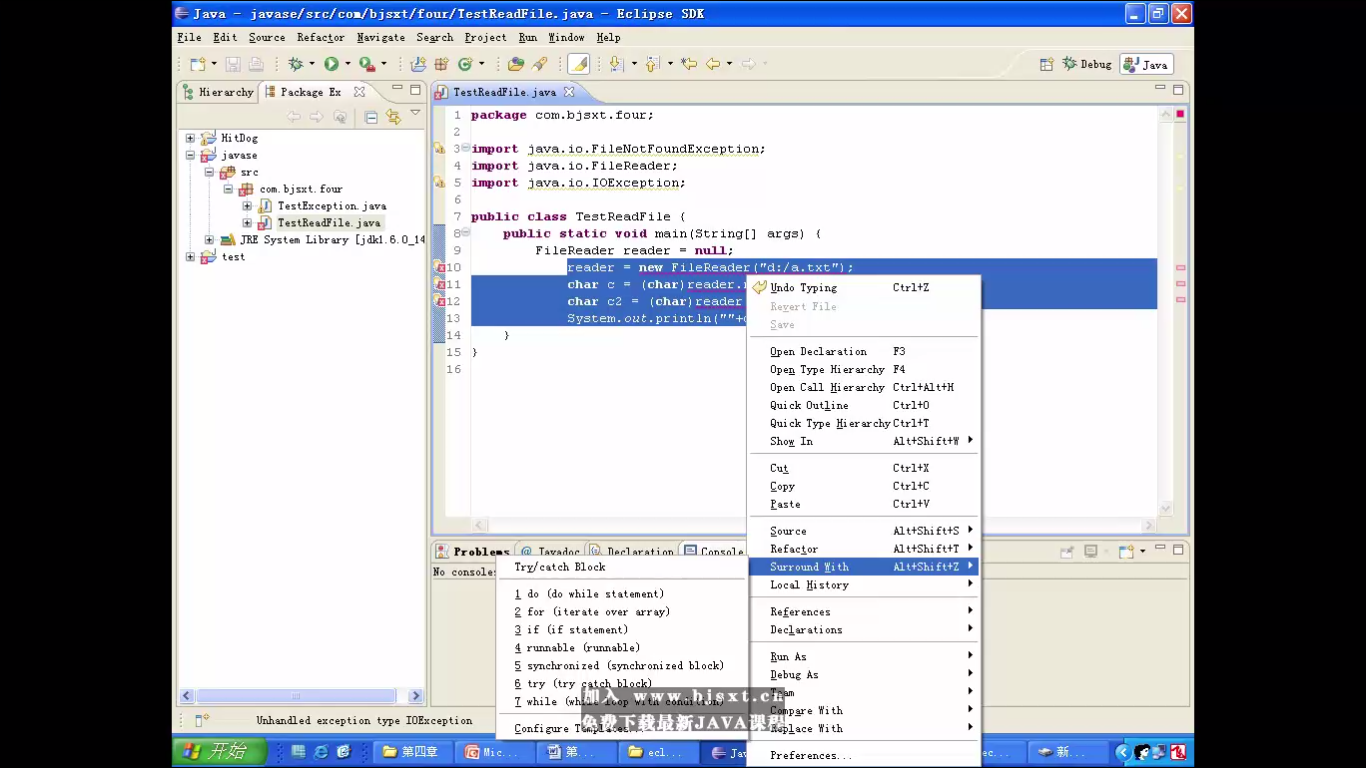 Java - javase/src/com/bjsxt/four/TestReadFile.java - Eclipse SDK
File Edit Source Refactor Navigate Search Project Run Window Help
Debug Java
Hierarchy Package Ex
TestReadFile.java
HitDog
javase
src
com.bjsxt.four
TestException.java
TestReadFile.java
JRE System Library [jdk1.6.0_14
test
1 package com.bjsxt.four;
2
3 import java.io.FileNotFoundException;
4 import java.io.FileReader;
5 import java.io.IOException;
6
7 public class TestReadFile {
8 public static void main(String[] args) {
9 FileReader reader = null;
10 reader = new FileReader("d:/a.txt");
11 char c = (char)reader.
12 char c2 = (char)reader
13 System.out.println(""+
14 }
15 }
16
Undo Typing Ctrl+Z
Revert File
Save
Open Declaration F3
Open Type Hierarchy F4
Open Call Hierarchy Ctrl+Alt+H
Quick Outline Ctrl+O
Quick Type Hierarchy Ctrl+T
Show In Alt+Shift+W
Cut Ctrl+X
Copy Ctrl+C
Paste Ctrl+V
Source Alt+Shift+S
Refactor Alt+Shift+T
Surround With Alt+Shift+Z
Local History
References
Declarations
Run As
Debug As
Team
Compare With
Replace With
Preferences...
Problems Javadoc Declaration Console
No console
Try/catch Block
1 do (do while statement)
2 for (iterate over array)
3 if (if statement)
4 runnable (runnable)
5 synchronized (synchronized block)
6 try (try catch block)
7 while (while loop with condition)
Configure Templates...
加入 www.bjsxt.cn
免费下载最新JAVA课程
Unhandled exception type IOException
开始 第四章 Mic... 第... ecl... Jav ec... 新...